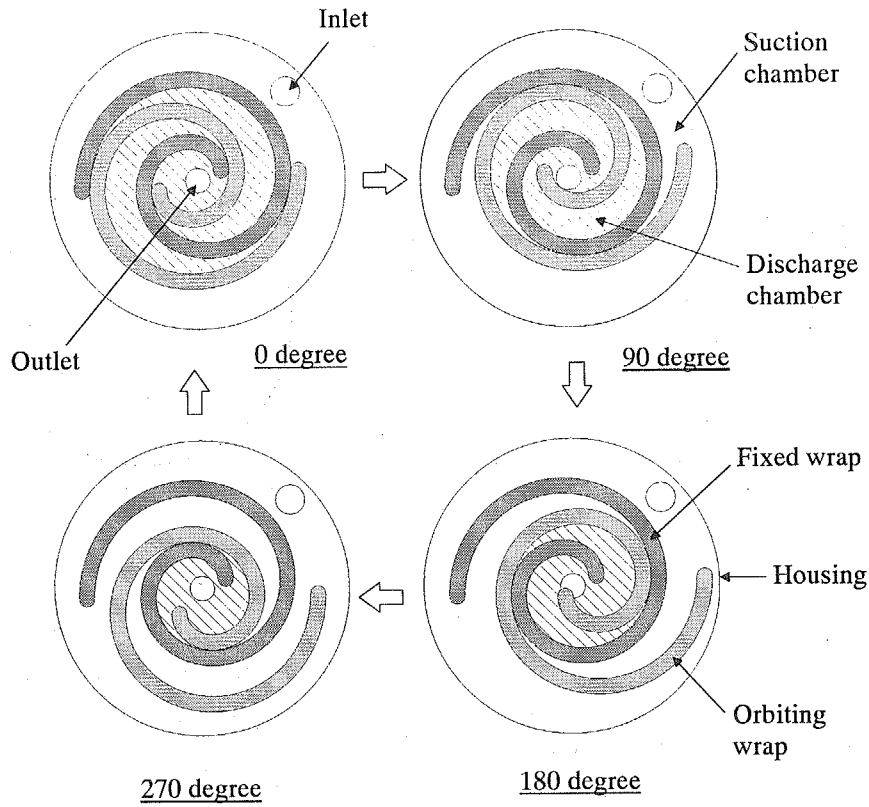 Inlet
Suction
chamber
Discharge
chamber
Outlet
0 degree
90 degree
Fixed wrap
Housing
Orbiting
wrap
270 degree
180 degree